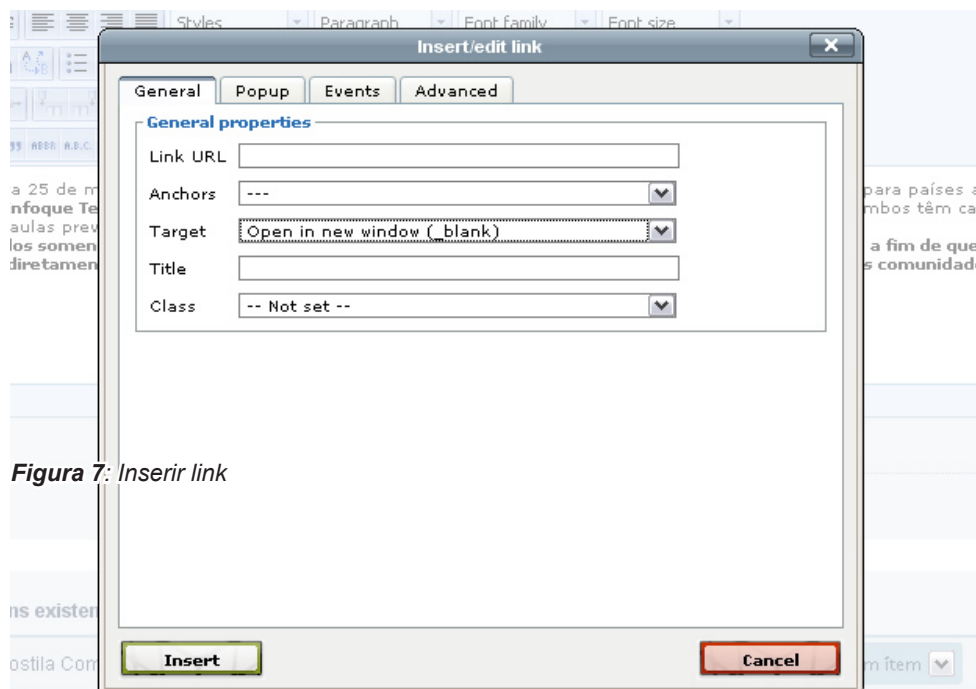 Styles Paragraph Font family Font size
Insert/edit link
General Popup Events Advanced
General properties
Link URL
Anchors ---
Target Open in new window (_blank)
Title
Class -- Not set --
Insert Cancel
A.B.C.
a 25 de m
para países a
nfoque Te
mbos têm ca
aulas prev
los somen
a fim de que
diretamen
s comunidad
Figura 7: Inserir link
ns existen
ostila Com
m ítem